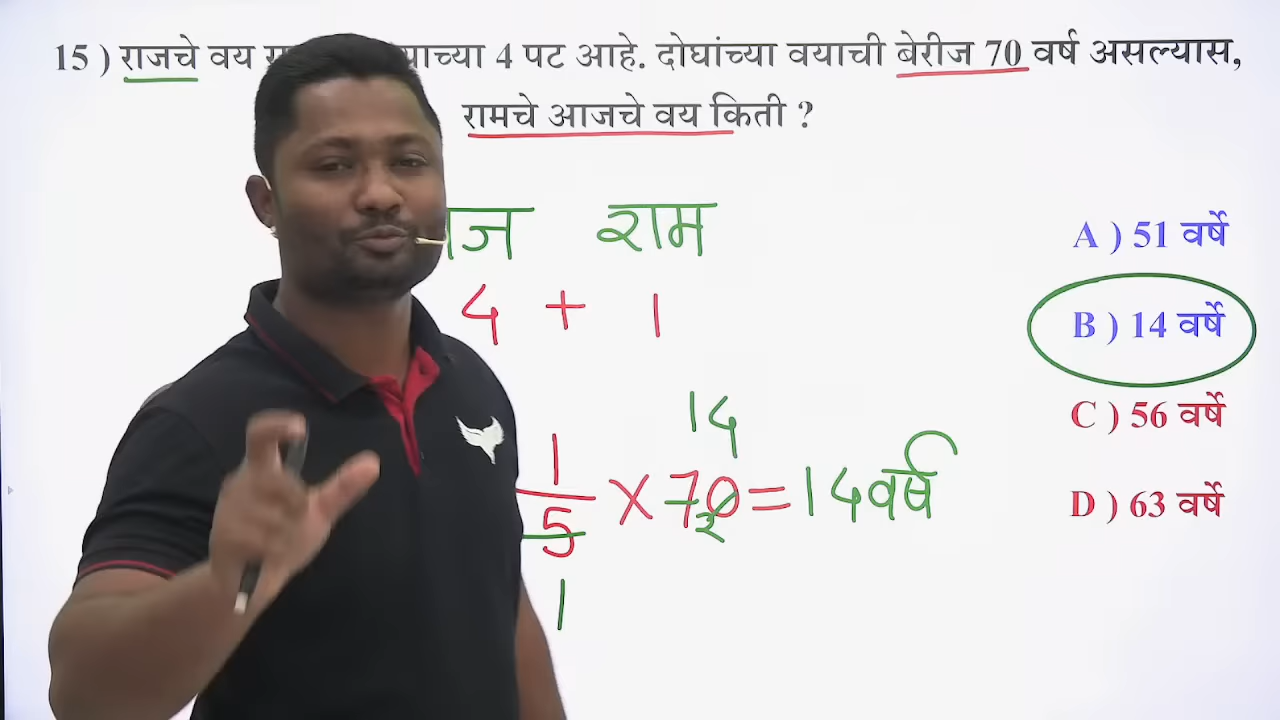 15 ) राजचे वय 4 पट आहे. दोघांच्या वयाची बेरीज 70 वर्ष असल्यास,
रामचे आजचे वय किती ?
राम
4 + 1
A ) 51 वर्षे
B ) 14 वर्षे
C ) 56 वर्षे
D ) 63 वर्षे
14
1/5 × 70 = 14 वर्ष
2
1